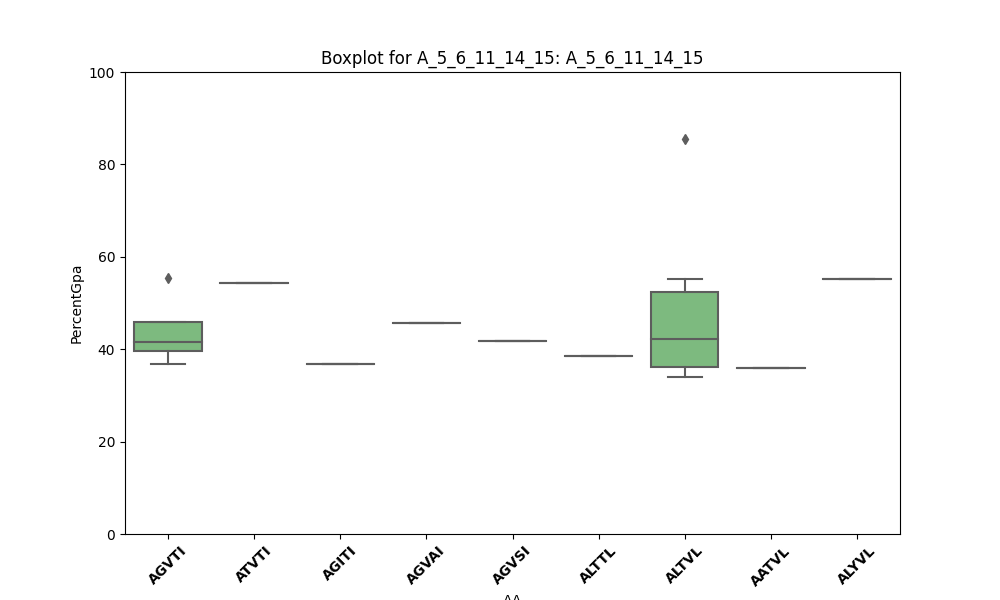 Boxplot for A_5_6_11_14_15: A_5_6_11_14_15
100
80
60
40
20
0
PercentGpa
AGVTI
ATVTI
AGITI
AGVAI
AGVSI
ALTTL
ALTVL
AATVL
ALYVL
AA